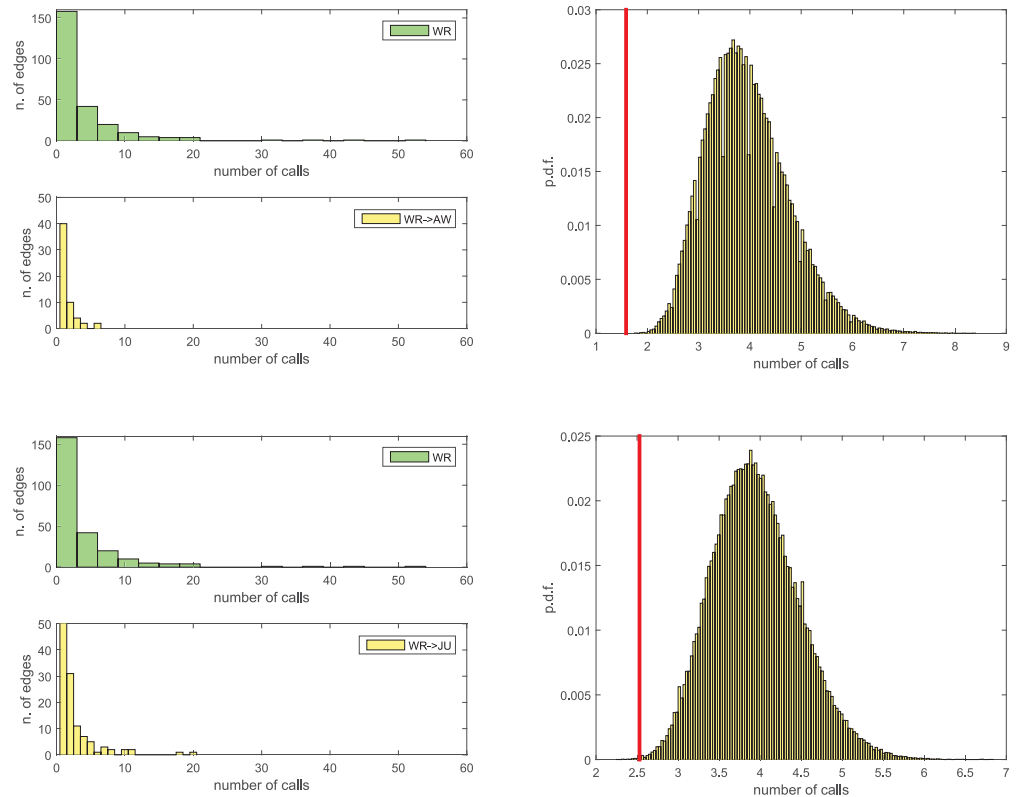 150
100
50
0
n. of edges
WR
0 10 20 30 40 50 60
number of calls
50
40
30
20
10
0
n. of edges
WR->AW
0 10 20 30 40 50 60
number of calls
0.03
0.025
0.02
0.015
0.01
0.005
0
p.d.f.
1 2 3 4 5 6 7 8 9
number of calls
150
100
50
0
n. of edges
WR
0 10 20 30 40 50 60
number of calls
50
40
30
20
10
0
n. of edges
WR->JU
0 10 20 30 40 50 60
number of calls
0.025
0.02
0.015
0.01
0.005
0
p.d.f.
2 2.5 3 3.5 4 4.5 5 5.5 6 6.5 7
number of calls